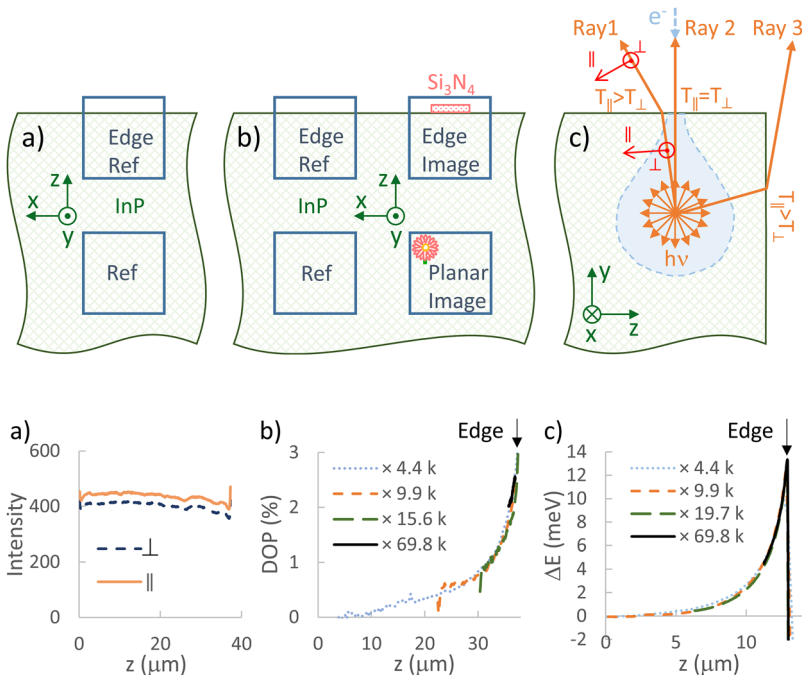 a)
Edge
Ref
z
x
y
InP
Ref
b)
Edge
Ref
Si₃N₄
Edge
Image
InP
z
x
y
Ref
Planar
Image
c)
Ray1
e⁻
Ray 2
Ray 3
∥
⊥
T∥>T⊥
T∥=T⊥
∥
⊥
T∥>T⊥
hν
y
x
z
a)
600
400
200
0
Intensity
⊥
∥
0
20
40
z (μm)
b)
Edge
3
2
1
0
DOP (%)
× 4.4 k
× 9.9 k
× 15.6 k
× 69.8 k
0
10
20
30
z (μm)
c)
Edge
14
12
10
8
6
4
2
0
-2
ΔE (meV)
× 4.4 k
× 9.9 k
× 19.7 k
× 69.8 k
0
5
10
z (μm)